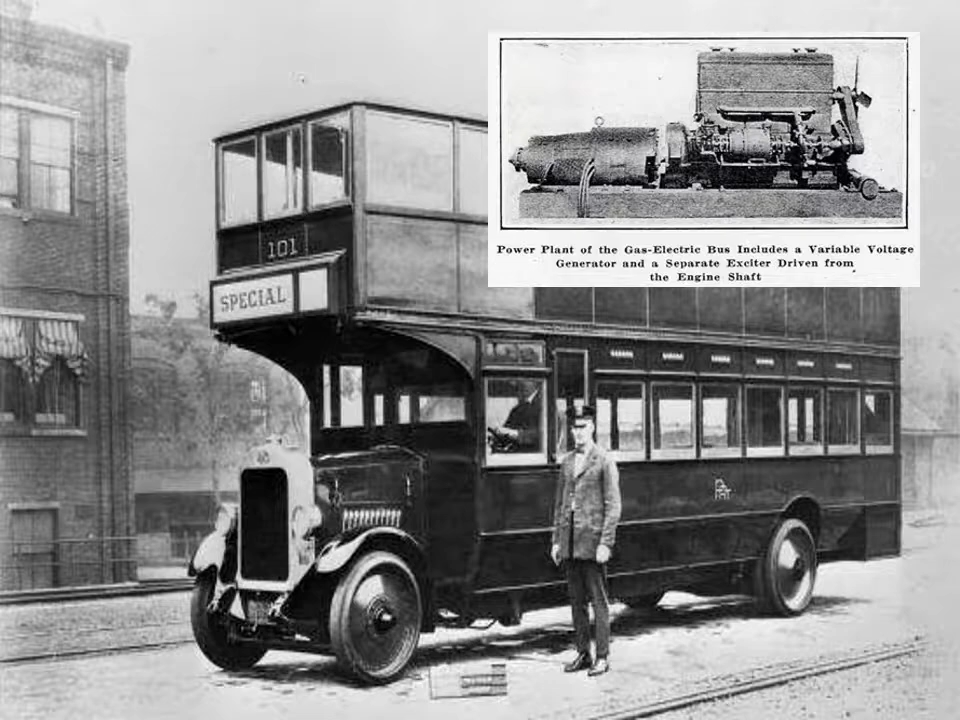 101
SPECIAL
Power Plant of the Gas-Electric Bus Includes a Variable Voltage
Generator and a Separate Exciter Driven from
the Engine Shaft